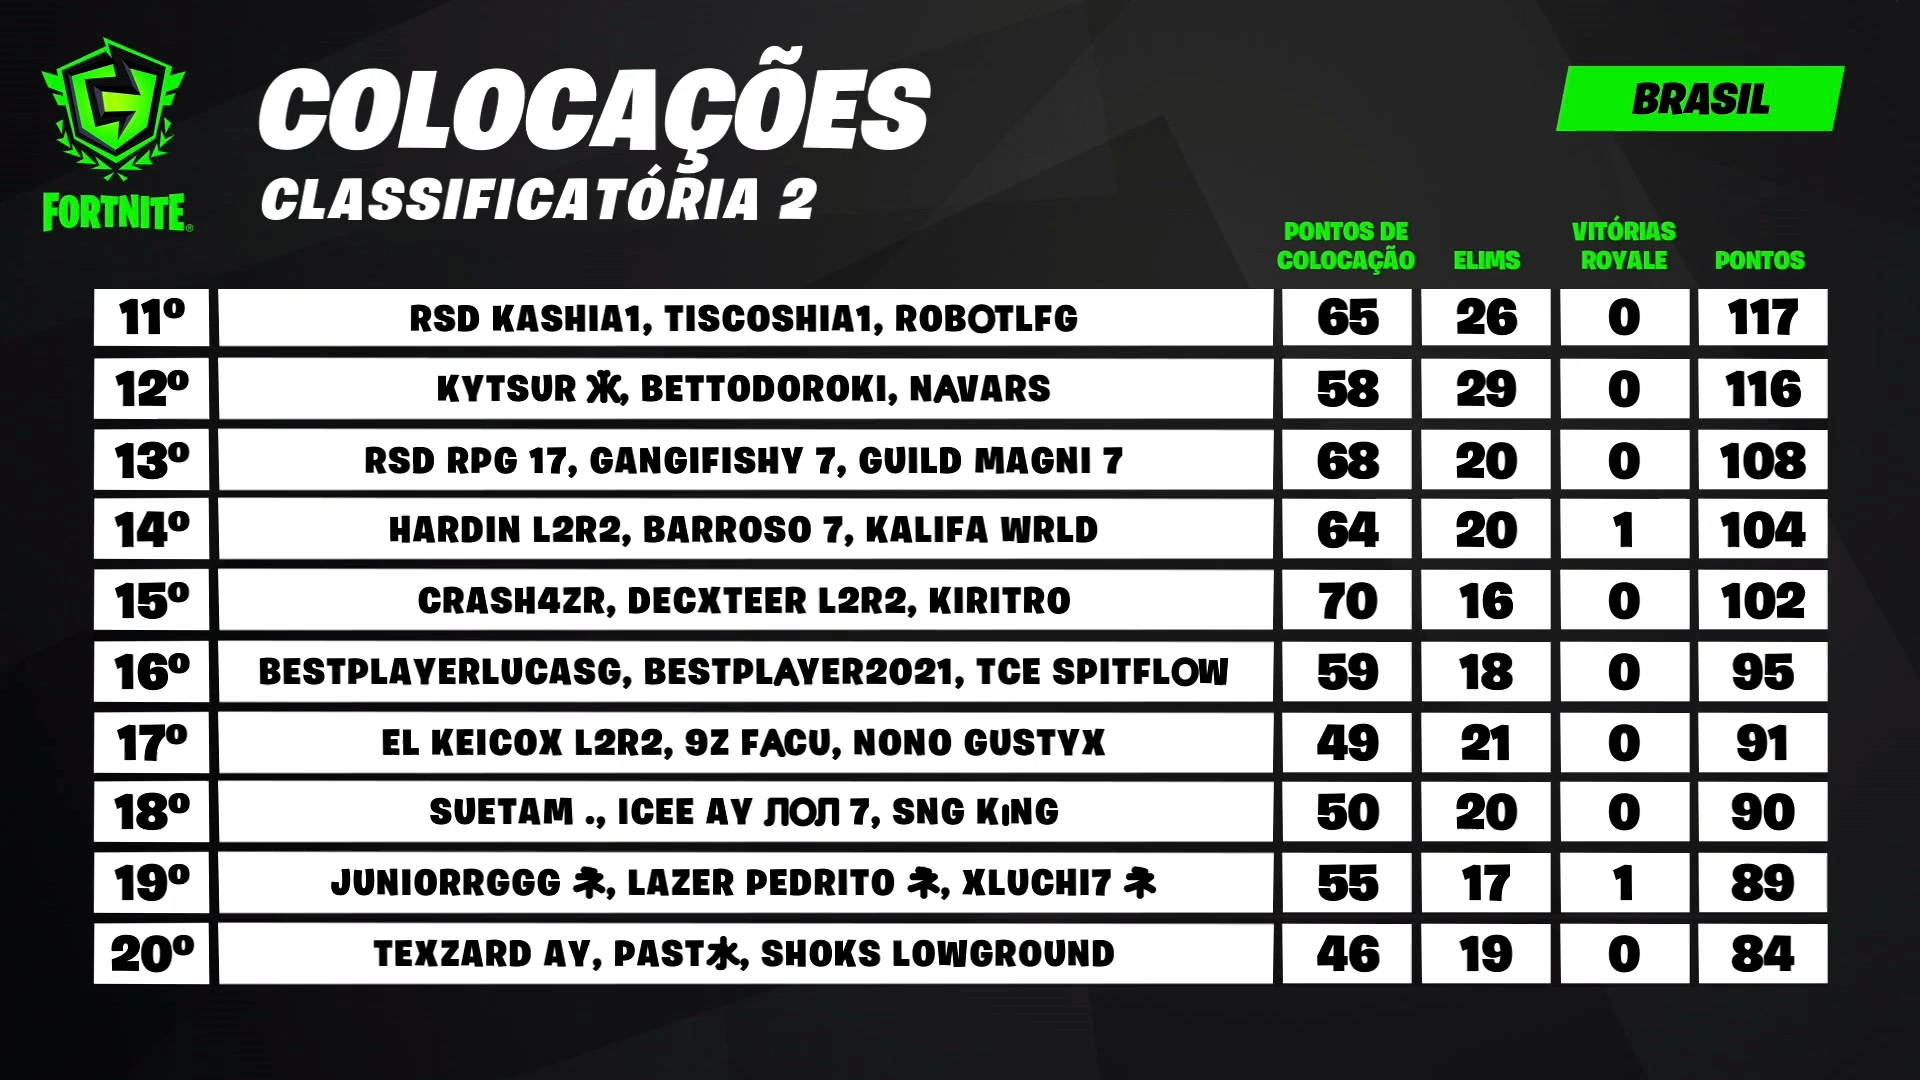 COLOCAÇÕES
BRASIL
CLASSIFICATÓRIA 2
FORTNITE®
PONTOS DE COLOCAÇÃO ELIMS VITÓRIAS ROYALE PONTOS
11º RSD KASHIA1, TISCOSHIA1, ROBOTLFG 65 26 0 117
12º KYTSUR Ж, BETTODOROKI, NAVARS 58 29 0 116
13º RSD RPG 17, GANGIFISHY 7, GUILD MAGNI 7 68 20 0 108
14º HARDIN L2R2, BARROSO 7, KALIFA WRLD 64 20 1 104
15º CRASH4ZR, DECXTEER L2R2, KIRITRO 70 16 0 102
16º BESTPLAYERLUCASG, BESTPLAYER2021, TCE SPITFLOW 59 18 0 95
17º EL KEICOX L2R2, 9Z FACU, NONO GUSTYX 49 21 0 91
18º SUETAM ., ICEE AY ЛОЛ 7, SNG KıNG 50 20 0 90
19º JUNIORRGGG ネ, LAZER PEDRITO ネ, XLUCHI7 ネ 55 17 1 89
20º TEXZARD AY, PAST水, SHOKS LOWGROUND 46 19 0 84